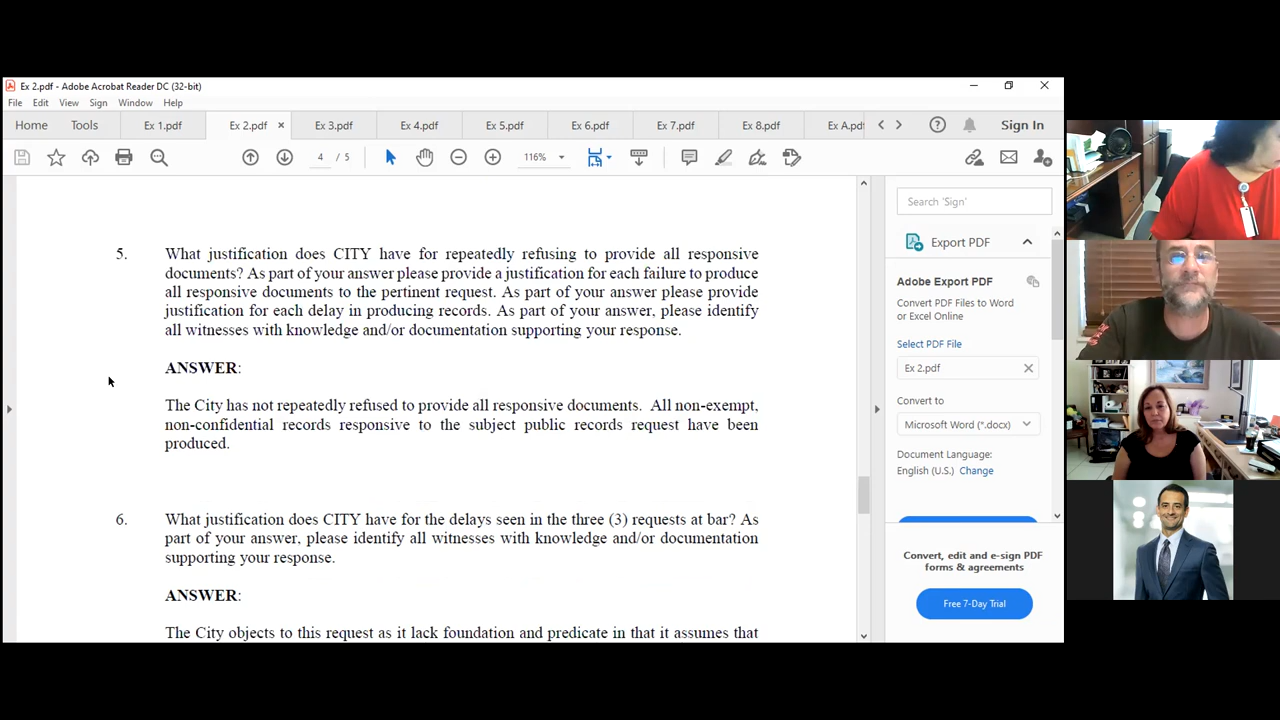 Ex 2.pdf - Adobe Acrobat Reader DC (32-bit)
File Edit View Sign Window Help
Home Tools Ex 1.pdf Ex 2.pdf Ex 3.pdf Ex 4.pdf Ex 5.pdf Ex 6.pdf Ex 7.pdf Ex 8.pdf Ex A.pdf Sign In
4 / 5 116%
5. What justification does CITY have for repeatedly refusing to provide all responsive
documents? As part of your answer please provide a justification for each failure to produce
all responsive documents to the pertinent request. As part of your answer please provide
justification for each delay in producing records. As part of your answer, please identify
all witnesses with knowledge and/or documentation supporting your response.
ANSWER:
The City has not repeatedly refused to provide all responsive documents. All non-exempt,
non-confidential records responsive to the subject public records request have been
produced.
6. What justification does CITY have for the delays seen in the three (3) requests at bar? As
part of your answer, please identify all witnesses with knowledge and/or documentation
supporting your response.
ANSWER:
The City objects to this request as it lack foundation and predicate in that it assumes that
Search 'Sign'
Export PDF
Adobe Export PDF
Convert PDF Files to Word
or Excel Online
Select PDF File
Ex 2.pdf
Convert to
Microsoft Word (*.docx)
Document Language:
English (U.S.) Change
Convert, edit and e-sign PDF
forms & agreements
Free 7-Day Trial